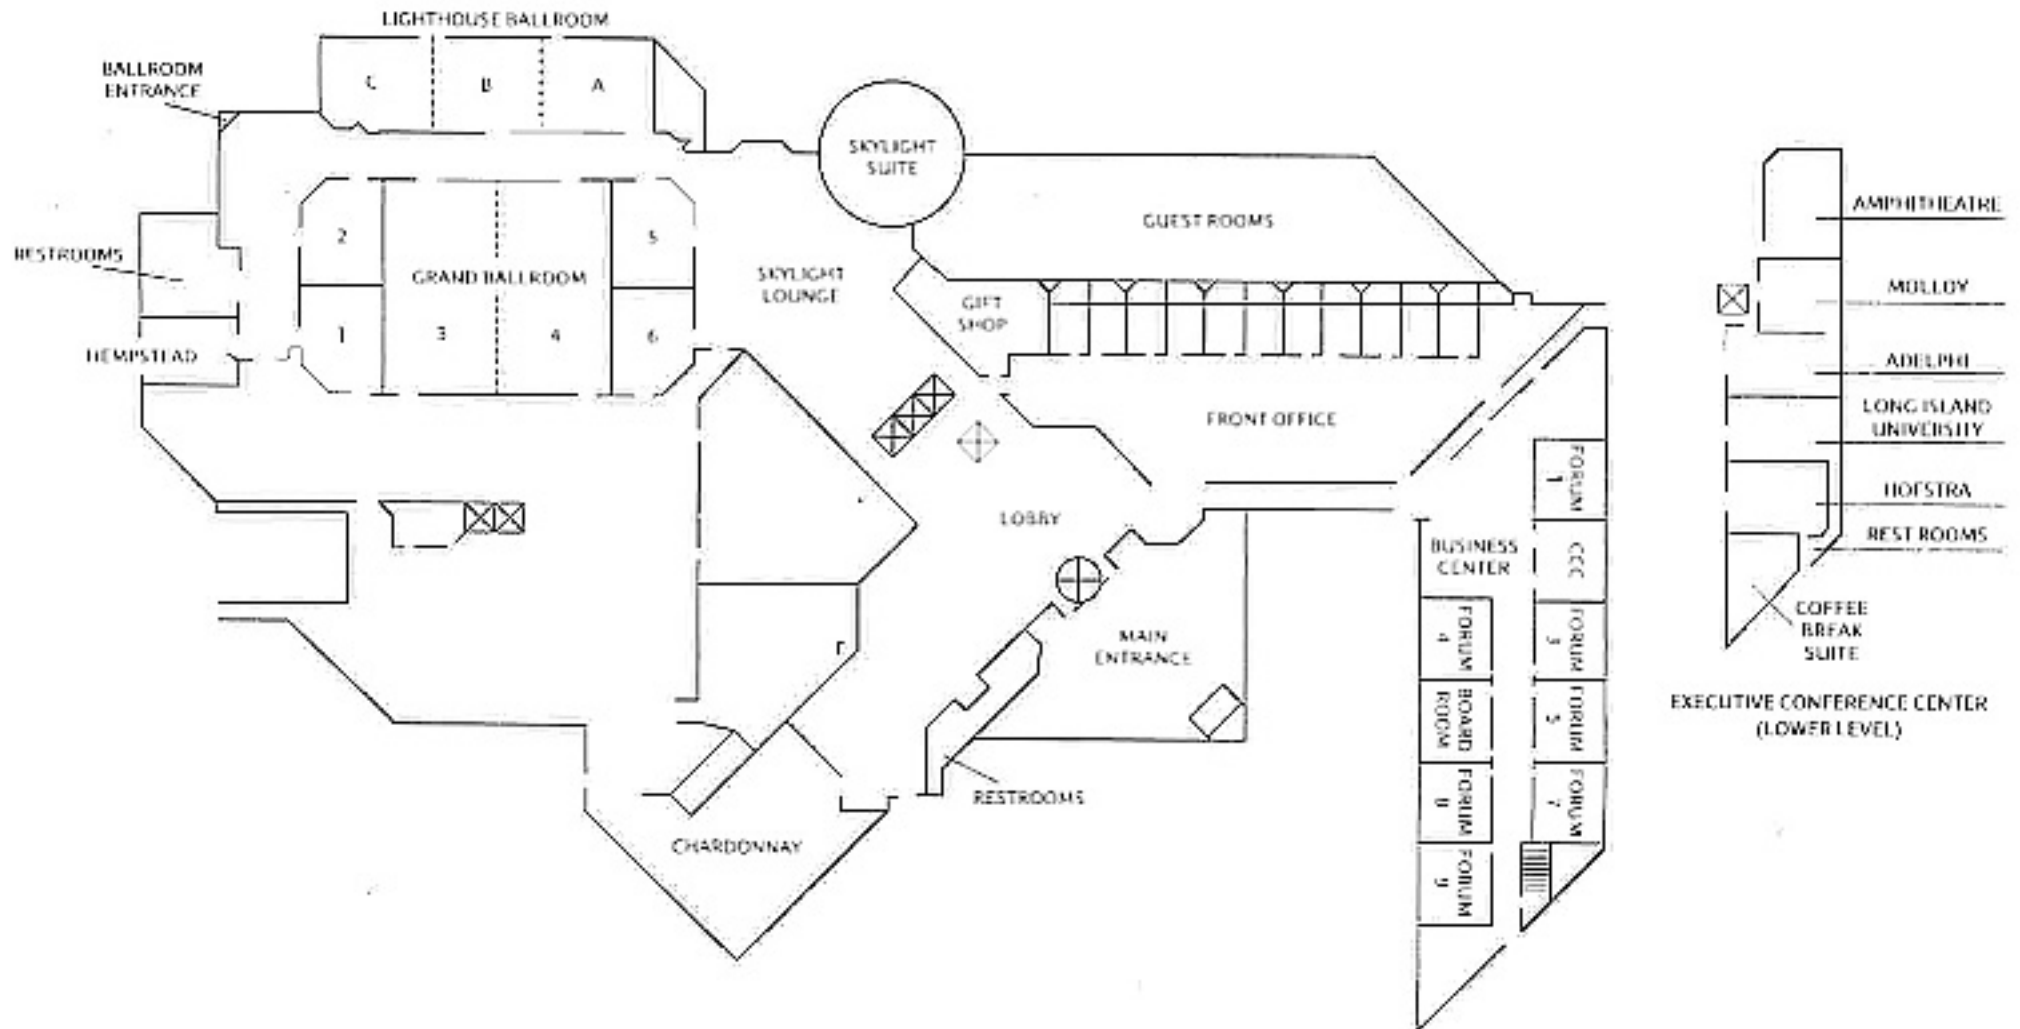 LIGHTHOUSE BALLROOM
BALLROOM
ENTRANCE
C
B
A
SKYLIGHT
SUITE
AMPHITHEATRE
GUEST ROOMS
2
5
RESTROOMS
GRAND BALLROOM
SKYLIGHT
LOUNGE
MOLLOY
GIFT
SHOP
1
3
4
6
HEMPSTEAD
ADELPHI
FRONT OFFICE
LONG ISLAND
UNIVERSITY
FORUM
1
HOFSTRA
LOBBY
REST ROOMS
BUSINESS
CENTER
CCC
COFFEE
BREAK
SUITE
MAIN
ENTRANCE
FORUM
4
FORUM
3
EXECUTIVE CONFERENCE CENTER
(LOWER LEVEL)
BOARD
ROOM
FORUM
5
RESTROOMS
FORUM
FORUM
7
CHARDONNAY
FORUM
9